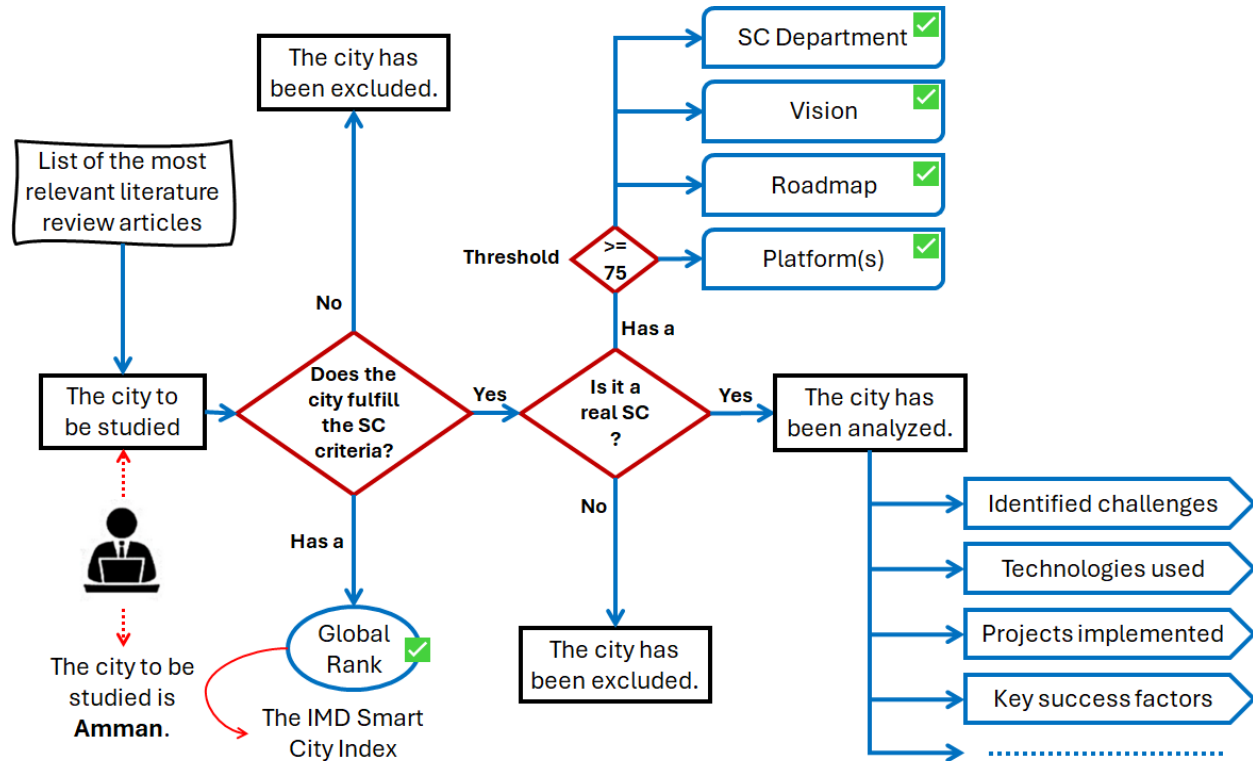 The city has
been excluded.
SC Department
Vision
Roadmap
Platform(s)
List of the most
relevant literature
review articles
Threshold
>=
75
No
Has a
The city to
be studied
Does the
city fulfill
the SC
criteria?
Yes
Is it a
real SC
?
Yes
The city has
been analyzed.
Has a
No
Identified challenges
Technologies used
Projects implemented
Key success factors
Global
Rank
The city has
been excluded.
The city to be
studied is
Amman.
The IMD Smart
City Index